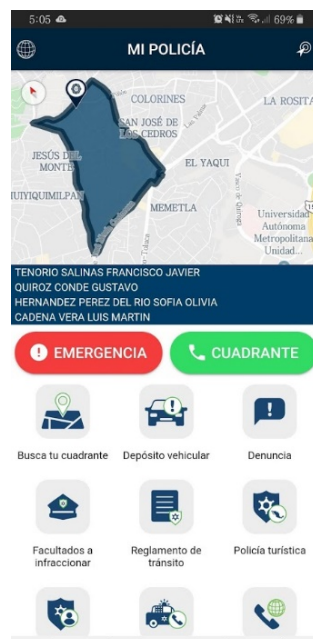 5:05
69%
MI POLICÍA
COLORINES
LA ROSITA
SAN JOSÉ DE
LOS CEDROS
JESÚS DEL
MONTE
EL YAQUI
MEMETLA
Universidad
Autónoma
Metropolitana
Unidad...
TENORIO SALINAS FRANCISCO JAVIER
QUIROZ CONDE GUSTAVO
HERNANDEZ PEREZ DEL RIO SOFIA OLIVIA
CADENA VERA LUIS MARTIN
EMERGENCIA
CUADRANTE
Busca tu cuadrante
Depósito vehicular
Denuncia
Facultados a
infraccionar
Reglamento de
tránsito
Policía turística